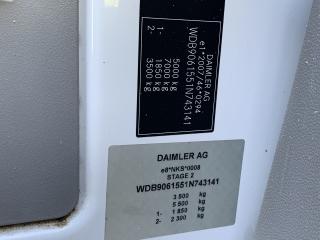 DAIMLER AG
e1*2007/46*0294
WDB9061551N743141
5000 kg
7000 kg
1- 1850 kg
2- 3500 kg
DAIMLER AG
e8*NKS*0008
STAGE 2
WDB9061551N743141
3 500 kg
5 500 kg
1- 1 850 kg
2- 2 300 kg